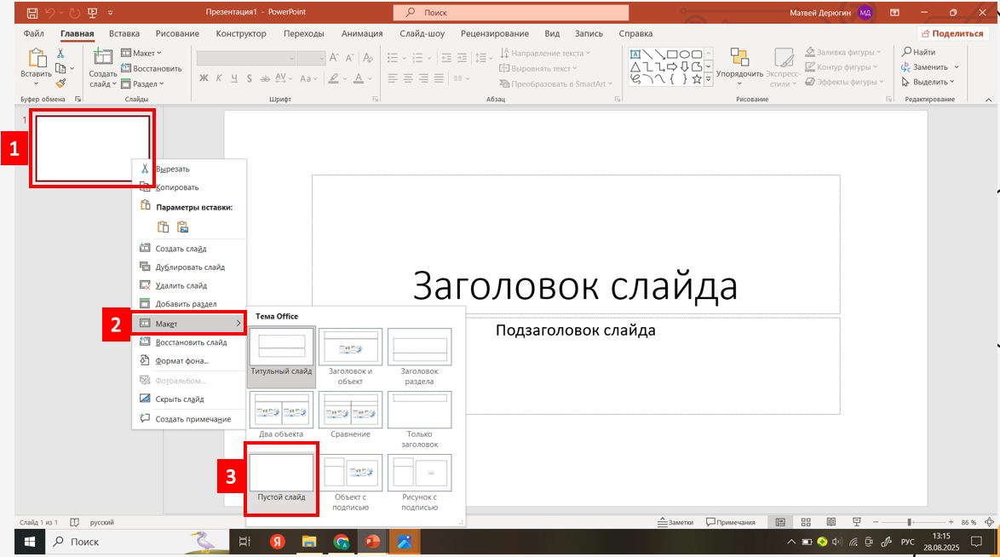 Презентация1 - PowerPoint
Поиск
Матвей Дерюгин
МД
Файл Главная Вставка Рисование Конструктор Переходы Анимация Слайд-шоу Рецензирование Вид Запись Справка
Поделиться
Вставить
Создать слайд
Макет
Восстановить
Раздел
Ж К Ч S ab AV Aa
А
Направление текста
Выровнять текст
Преобразовать в SmartArt
Упорядочить
Экспресс-стили
Заливка фигуры
Контур фигуры
Эффекты фигуры
Найти
Заменить
Выделить
Буфер обмена Слайды Шрифт Абзац Рисование Редактирование
1
1
Вырезать
Копировать
Параметры вставки:
Создать слайд
Дублировать слайд
Удалить слайд
Добавить раздел
2
Макет
Восстановить слайд
Формат фона...
Фотоальбом...
Скрыть слайд
Создать примечание
Тема Office
Титульный слайд
Заголовок и объект
Заголовок раздела
Два объекта
Сравнение
Только заголовок
3
Пустой слайд
Объект с подписью
Рисунок с подписью
Заголовок слайда
Подзаголовок слайда
Слайд 1 из 1 русский
Заметки Примечания 86 %
Поиск
Я
РУС
13:15
28.08.2025